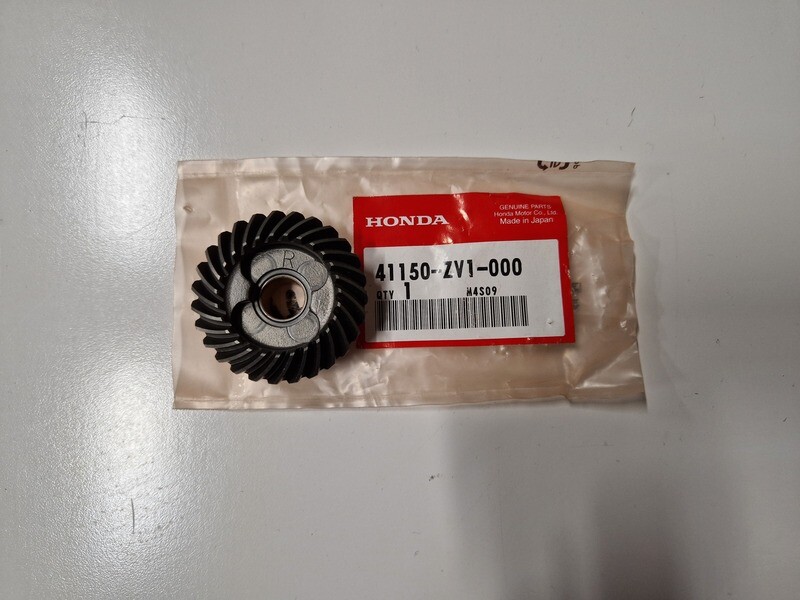 R
HONDA
GENUINE PARTS
Honda Motor Co., Ltd.
Made in Japan
41150-ZV1-000
QTY 1 M4S09